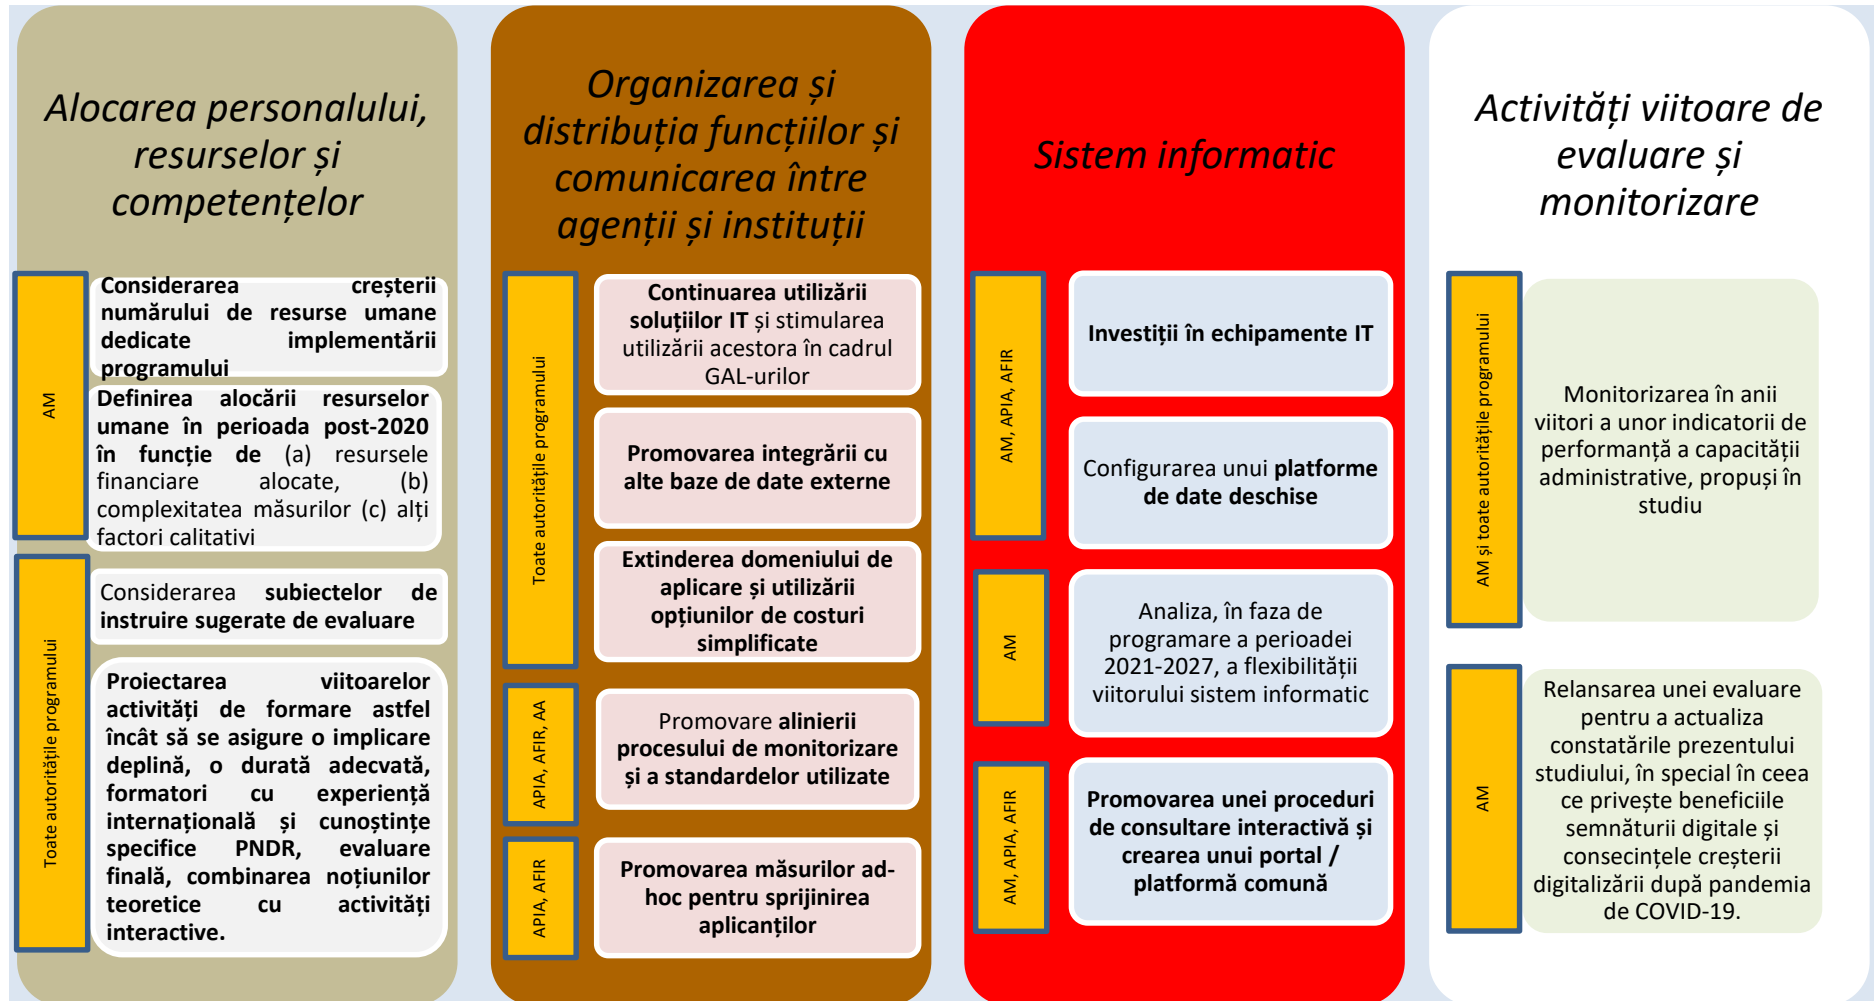 Alocarea personalului,
resurselor și
competențelor
AM
Considerarea creșterii
numărului de resurse umane
dedicate implementării
programului
Definirea alocării resurselor
umane în perioada post-2020
în funcție de (a) resursele
financiare alocate, (b)
complexitatea măsurilor (c) alți
factori calitativi
Toate autoritățile programului
Considerarea subiectelor de
instruire sugerate de evaluare
Proiectarea viitoarelor
activități de formare astfel
încât să se asigure o implicare
deplină, o durată adecvată,
formatori cu experiență
internațională și cunoștințe
specifice PNDR, evaluare
finală, combinarea noțiunilor
teoretice cu activități
interactive.
Organizarea și
distribuția funcțiilor și
comunicarea între
agenții și instituții
Toate autoritățile programului
Continuarea utilizării
soluțiilor IT și stimularea
utilizării acestora în cadrul
GAL-urilor
Promovarea integrării cu
alte baze de date externe
Extinderea domeniului de
aplicare și utilizării
opțiunilor de costuri
simplificate
APIA, AFIR, AA
Promovare alinierii
procesului de monitorizare
și a standardelor utilizate
APIA, AFIR
Promovarea măsurilor ad-
hoc pentru sprijinirea
aplicanților
Sistem informatic
AM, APIA, AFIR
Investiții în echipamente IT
Configurarea unui platforme
de date deschise
AM
Analiza, în faza de
programare a perioadei
2021-2027, a flexibilității
viitorului sistem informatic
AM, APIA, AFIR
Promovarea unei proceduri
de consultare interactivă și
crearea unui portal /
platformă comună
Activități viitoare de
evaluare și
monitorizare
AM și toate autoritățile programului
Monitorizarea în anii
viitori a unor indicatorii de
performanță a capacității
administrative, propuși în
studiu
AM
Relansarea unei evaluare
pentru a actualiza
constatările prezentului
studiului, în special în ceea
ce privește beneficiile
semnăturii digitale și
consecințele creșterii
digitalizării după pandemia
de COVID-19.